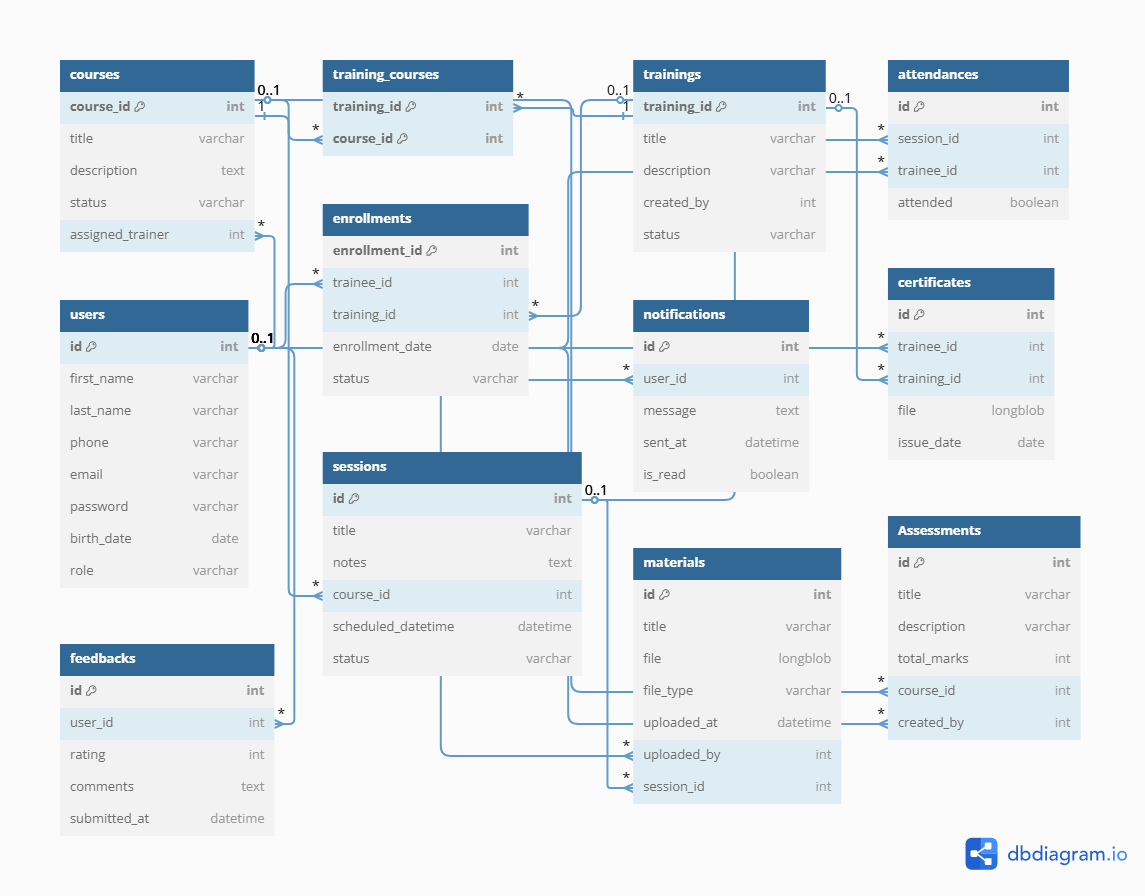 courses
course_id int
title varchar
description text
status varchar
assigned_trainer int
0..1
1
*
training_courses
training_id int
course_id int
*
*
trainings
training_id int
title varchar
description varchar
created_by int
status varchar
0..1
1
0..1
attendances
id int
session_id int
trainee_id int
attended boolean
*
*
enrollments
enrollment_id int
trainee_id int
training_id int
enrollment_date date
status varchar
*
*
users
id int
first_name varchar
last_name varchar
phone varchar
email varchar
password varchar
birth_date date
role varchar
0..1
notifications
id int
user_id int
message text
sent_at datetime
is_read boolean
*
certificates
id int
trainee_id int
training_id int
file longblob
issue_date date
*
*
sessions
id int
title varchar
notes text
course_id int
scheduled_datetime datetime
status varchar
0..1
*
materials
id int
title varchar
file longblob
file_type varchar
uploaded_at datetime
uploaded_by int
session_id int
*
*
Assessments
id int
title varchar
description varchar
total_marks int
course_id int
created_by int
*
*
feedbacks
id int
user_id int
rating int
comments text
submitted_at datetime
*
dbdiagram.io